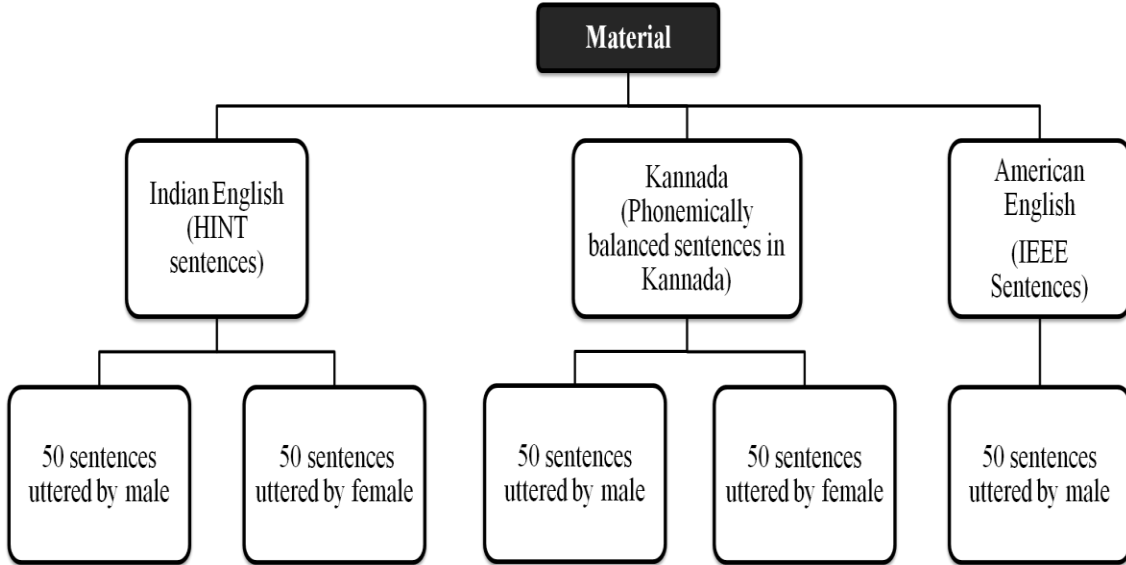 Material
Indian English
(HINT
sentences)
Kannada
(Phonemically
balanced sentences in
Kannada)
American
English
(IEEE
Sentences)
50 sentences
uttered by male
50 sentences
uttered by female
50 sentences
uttered by male
50 sentences
uttered by female
50 sentences
uttered by male